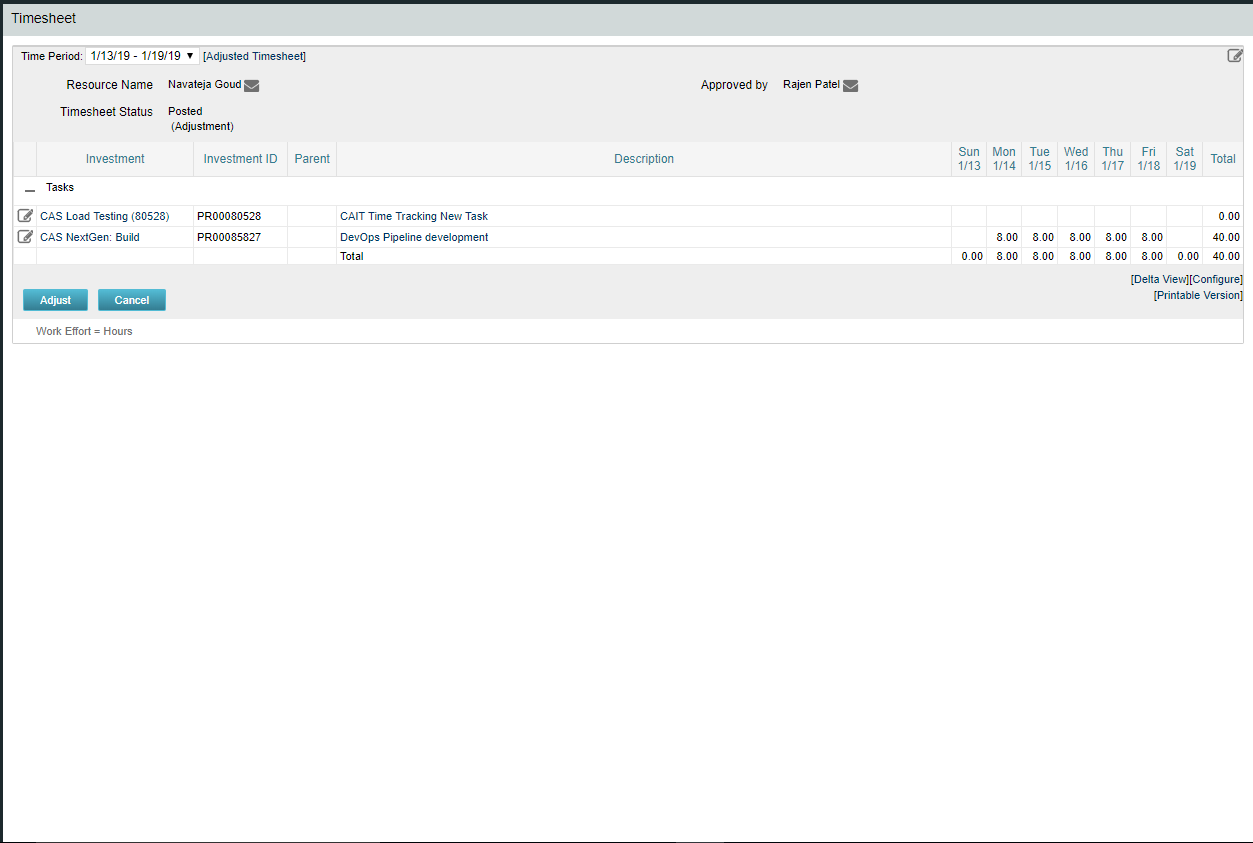 Timesheet
Time Period: 1/13/19 - 1/19/19 ▼ [Adjusted Timesheet]
Resource Name Navateja Goud Approved by Rajen Patel
Timesheet Status Posted
(Adjustment)
Investment Investment ID Parent Description Sun 1/13 Mon 1/14 Tue 1/15 Wed 1/16 Thu 1/17 Fri 1/18 Sat 1/19 Total
Tasks
CAS Load Testing (80528) PR00080528 CAIT Time Tracking New Task 0.00
CAS NextGen: Build PR00085827 DevOps Pipeline development 8.00 8.00 8.00 8.00 8.00 40.00
Total 0.00 8.00 8.00 8.00 8.00 8.00 0.00 40.00
[Delta View][Configure]
Adjust Cancel [Printable Version]
Work Effort = Hours